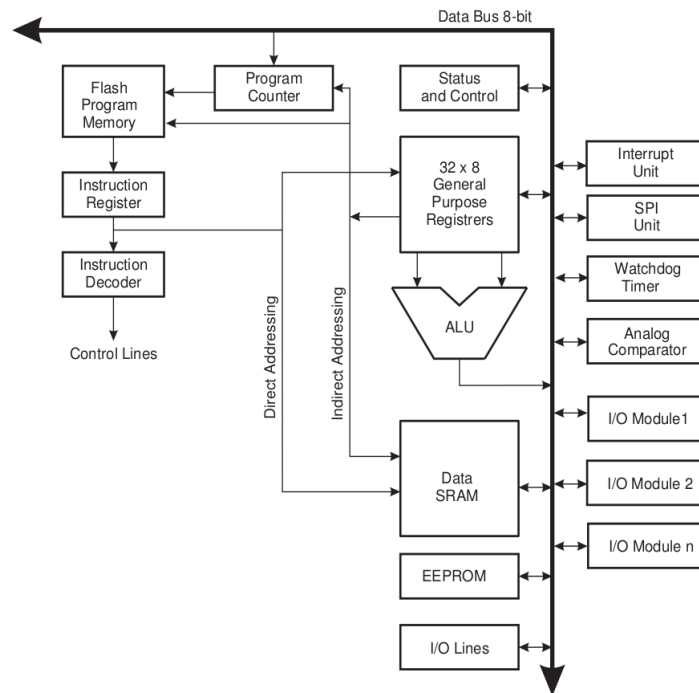 Data Bus 8-bit
Flash
Program
Memory
Program
Counter
Status
and Control
32 x 8
General
Purpose
Registrers
Interrupt
Unit
Instruction
Register
SPI
Unit
Instruction
Decoder
Watchdog
Timer
Control Lines
Direct Addressing
Indirect Addressing
ALU
Analog
Comparator
I/O Module1
Data
SRAM
I/O Module 2
I/O Module n
EEPROM
I/O Lines